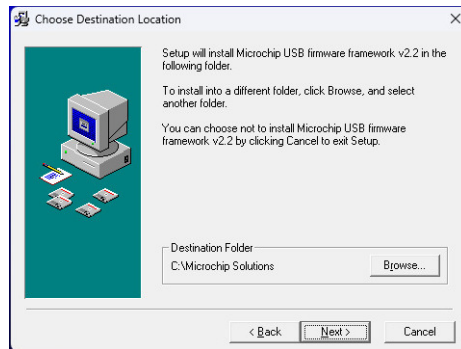 Choose Destination Location
Setup will install Microchip USB firmware framework v2.2 in the
following folder.
To install into a different folder, click Browse, and select
another folder.
You can choose not to install Microchip USB firmware
framework v2.2 by clicking Cancel to exit Setup.
Destination Folder
C:\Microchip Solutions
Browse...
< Back
Next >
Cancel